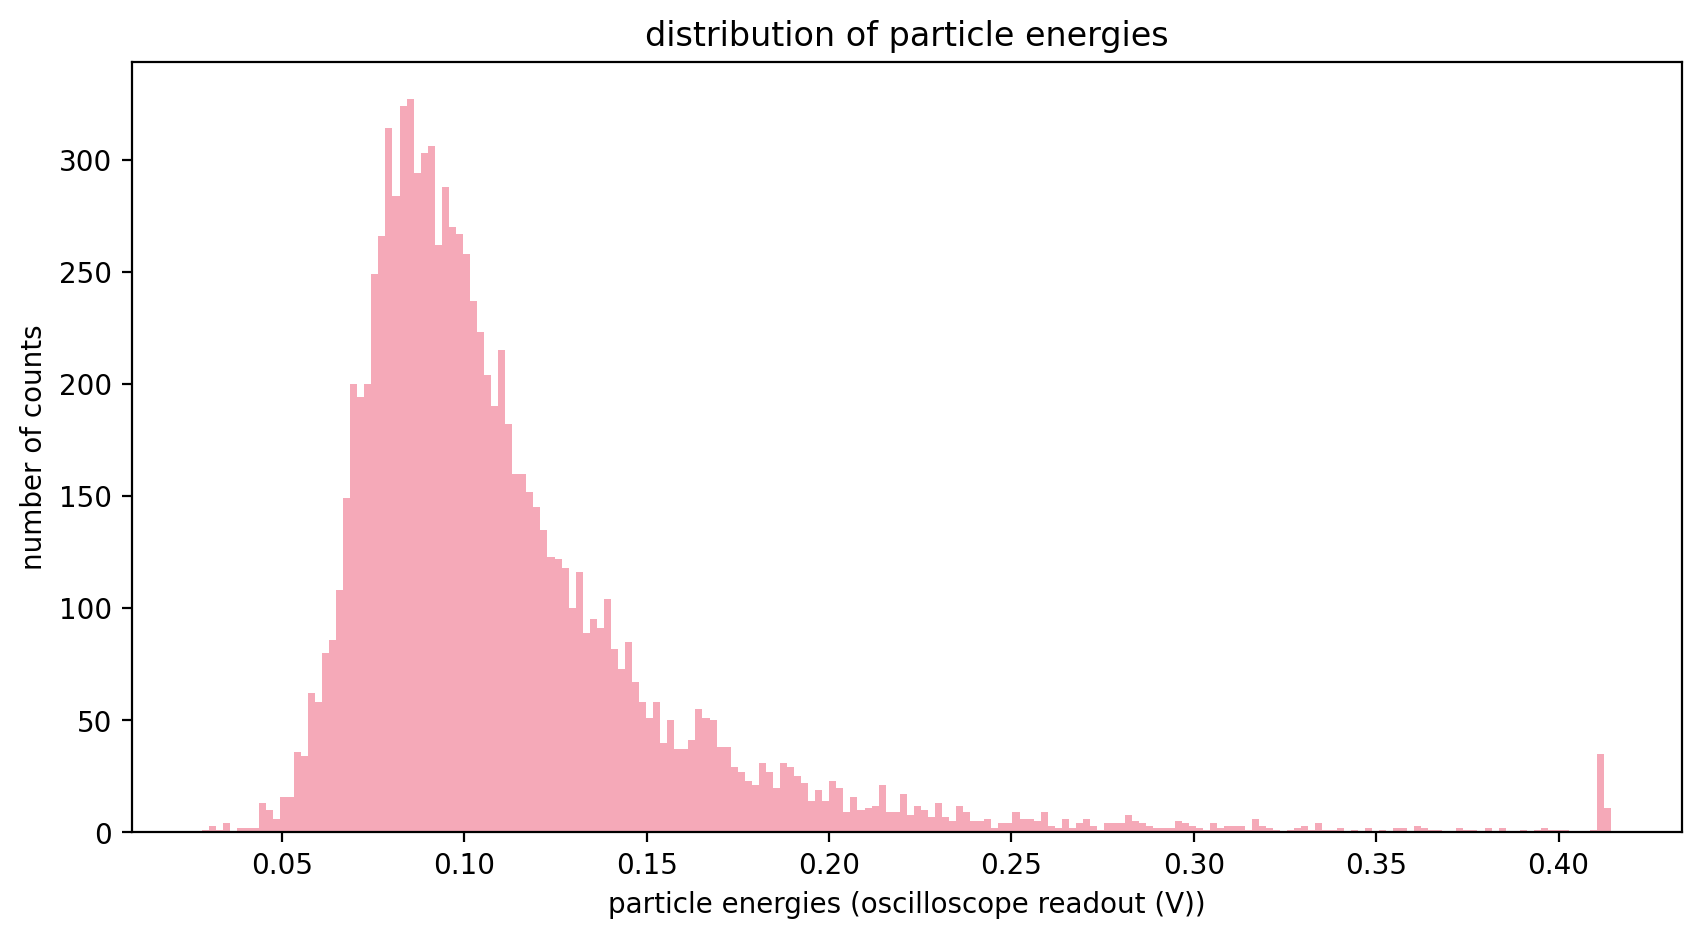 distribution of particle energies
number of counts
300
250
200
150
100
50
0
0.05 0.10 0.15 0.20 0.25 0.30 0.35 0.40
particle energies (oscilloscope readout (V))